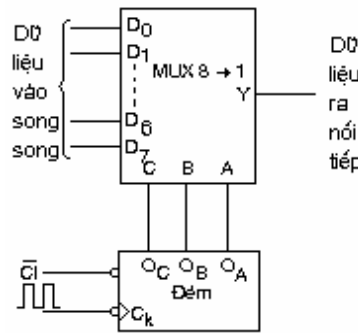 Dữ
liệu
vào
song
song
D0
D1
D6
D7
MUX 8 → 1
Y
C B A
Dữ
liệu
ra
nối
tiếp
CI
QC QB QA
Đếm
Ck